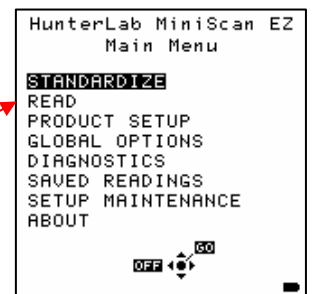 HunterLab MiniScan EZ
Main Menu
STANDARDIZE
READ
PRODUCT SETUP
GLOBAL OPTIONS
DIAGNOSTICS
SAVED READINGS
SETUP MAINTENANCE
ABOUT
GO
OFF